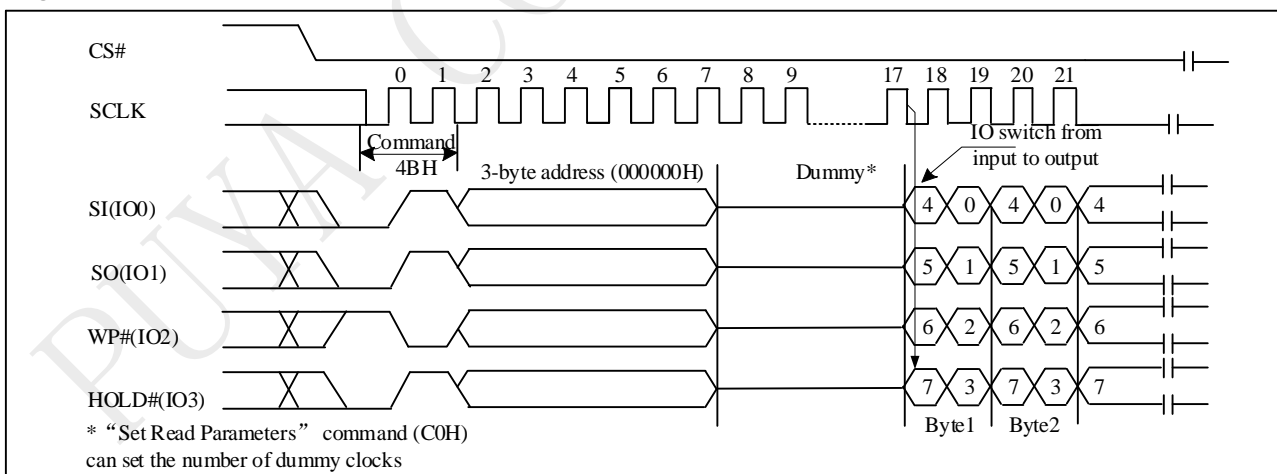 CS#
0 1 2 3 4 5 6 7 8 9 17 18 19 20 21
SCLK
Command
4BH
IO switch from
input to output
3-byte address (000000H)
Dummy*
SI(IO0) 4 0 4 0 4
SO(IO1) 5 1 5 1 5
WP#(IO2) 6 2 6 2 6
HOLD#(IO3) 7 3 7 3 7
Byte1 Byte2
* “Set Read Parameters” command (C0H)
can set the number of dummy clocks
PUYA CO